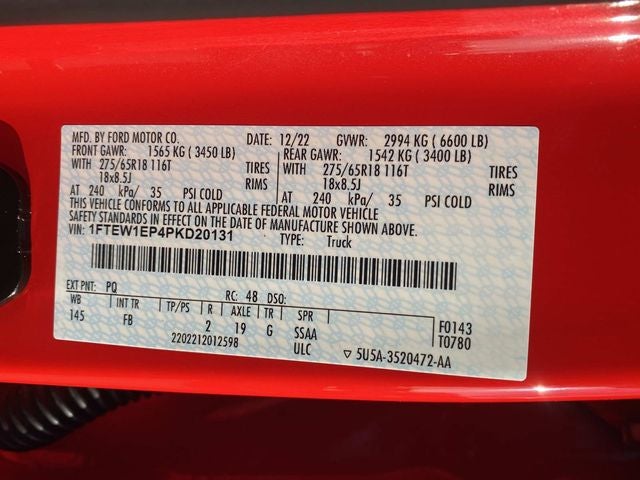 MFD. BY FORD MOTOR CO. DATE: 12/22 GVWR: 2994 KG ( 6600 LB)
FRONT GAWR: 1565 KG ( 3450 LB) REAR GAWR: 1542 KG ( 3400 LB)
WITH 275/65R18 116T TIRES WITH 275/65R18 116T TIRES
18x8.5J RIMS 18x8.5J RIMS
AT 240 kPa/ 35 PSI COLD AT 240 kPa/ 35 PSI COLD
THIS VEHICLE CONFORMS TO ALL APPLICABLE FEDERAL MOTOR VEHICLE
SAFETY STANDARDS IN EFFECT ON THE DATE OF MANUFACTURE SHOWN ABOVE.
VIN: 1FTEW1EP4PKD20131 TYPE: Truck
EXT PNT: PQ RC: 48 DSO:
WB INT TR TP/PS R AXLE TR SPR F0143
145 FB 2 19 G SSAA T0780
2202212012598 ULC ▽ 5U5A-3520472-AA